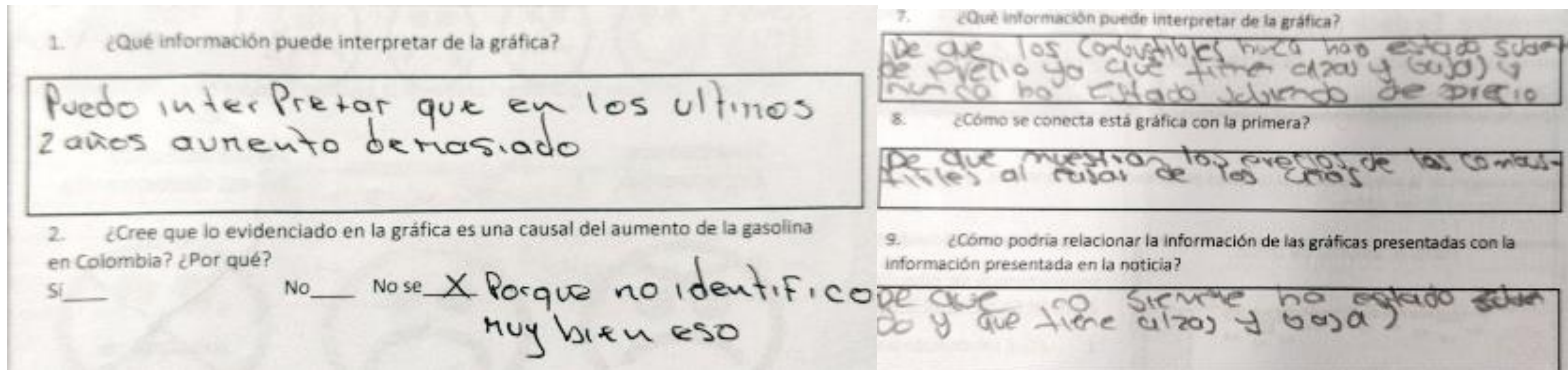 1. ¿Qué información puede interpretar de la gráfica?
Puedo interPretar que en los ultimos
2 años aumento demasiado
2. ¿Cree que lo evidenciado en la gráfica es una causal del aumento de la gasolina
en Colombia? ¿Por qué?
Sí____ No____ No se__X__ Porque no identifico
muy bien eso
7. ¿Qué información puede interpretar de la gráfica?
De que los Combustibles nunca han estado subien
de precio ya que tiene alzas y bajas y
nunca ha estado subiendo de precio
8. ¿Cómo se conecta está gráfica con la primera?
De que muestran los precios de los combus-
tibles al de los años
9. ¿Cómo podría relacionar la información de las gráficas presentadas con la
información presentada en la noticia?
De que no siempre ha estado subien
do y que tiene alzas y bajas